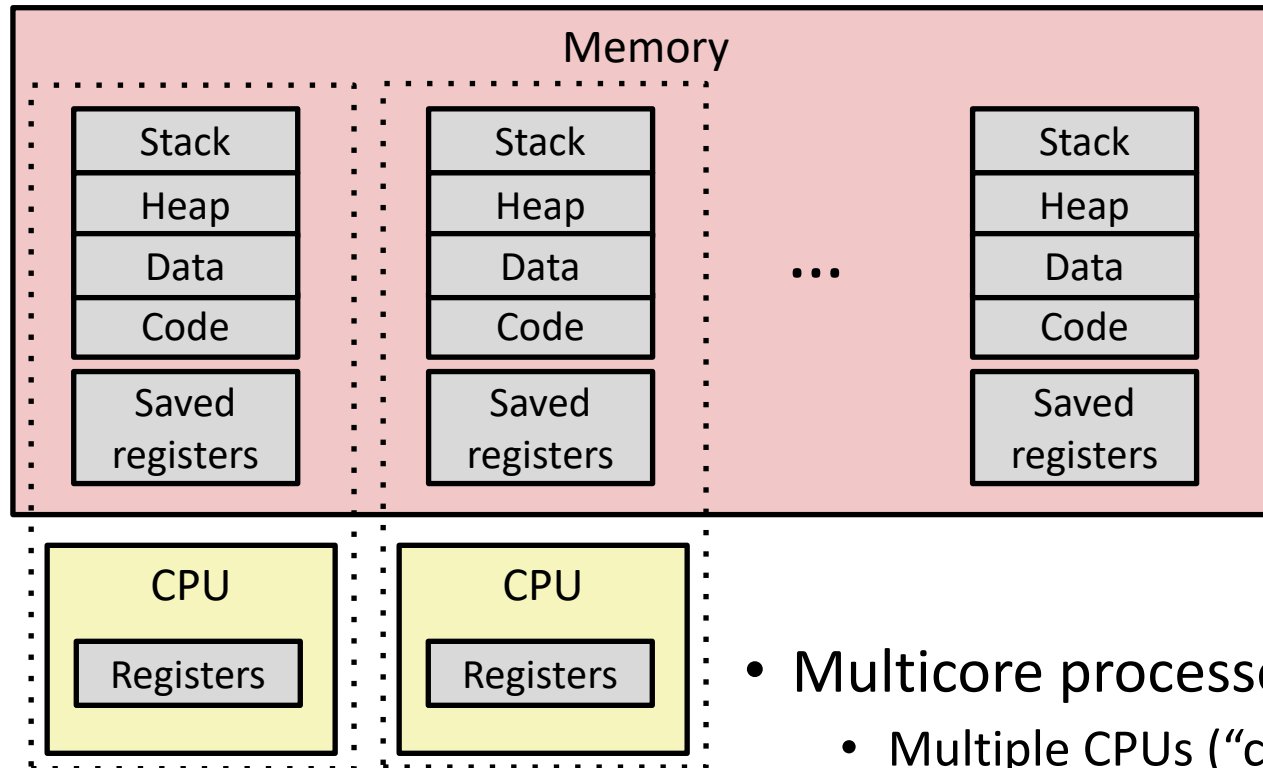 Memory
Stack
Heap
Data
Code
Saved
registers
Stack
Heap
Data
Code
Saved
registers
...
Stack
Heap
Data
Code
Saved
registers
CPU
Registers
CPU
Registers
• Multicore
• Multiple CPUs